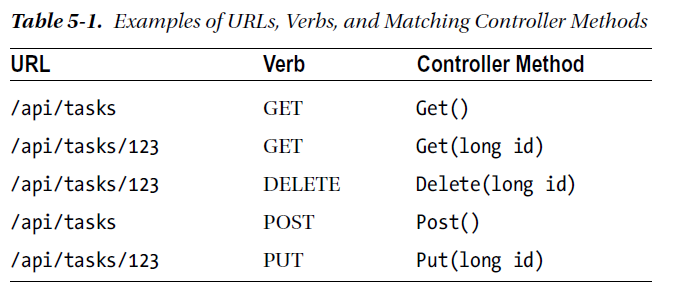 Table 5-1. Examples of URLs, Verbs, and Matching Controller Methods
URL Verb Controller Method
/api/tasks GET Get()
/api/tasks/123 GET Get(long id)
/api/tasks/123 DELETE Delete(long id)
/api/tasks POST Post()
/api/tasks/123 PUT Put(long id)